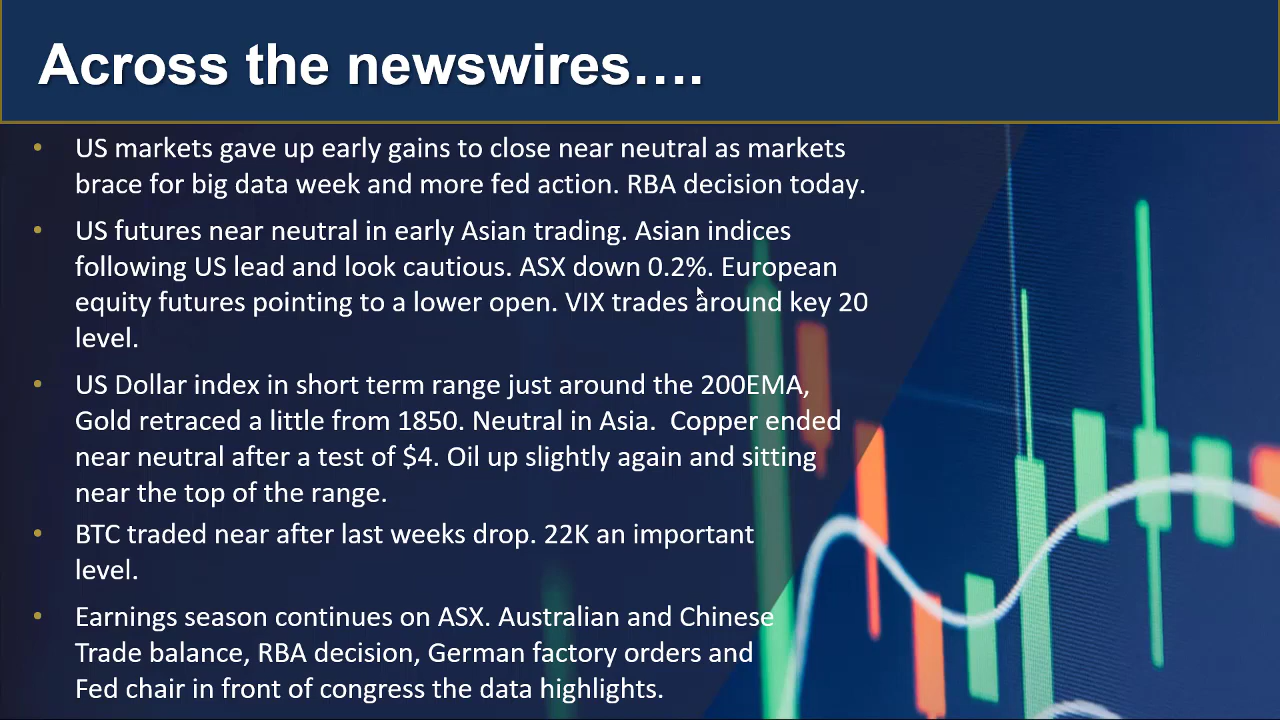 Across the newswires….
• US markets gave up early gains to close near neutral as markets
brace for big data week and more fed action. RBA decision today.
• US futures near neutral in early Asian trading. Asian indices
following US lead and look cautious. ASX down 0.2%. European
equity futures pointing to a lower open. VIX trades around key 20
level.
• US Dollar index in short term range just around the 200EMA,
Gold retraced a little from 1850. Neutral in Asia.  Copper ended
near neutral after a test of $4. Oil up slightly again and sitting
near the top of the range.
• BTC traded near after last weeks drop. 22K an important
level.
• Earnings season continues on ASX. Australian and Chinese
Trade balance, RBA decision, German factory orders and
Fed chair in front of congress the data highlights.